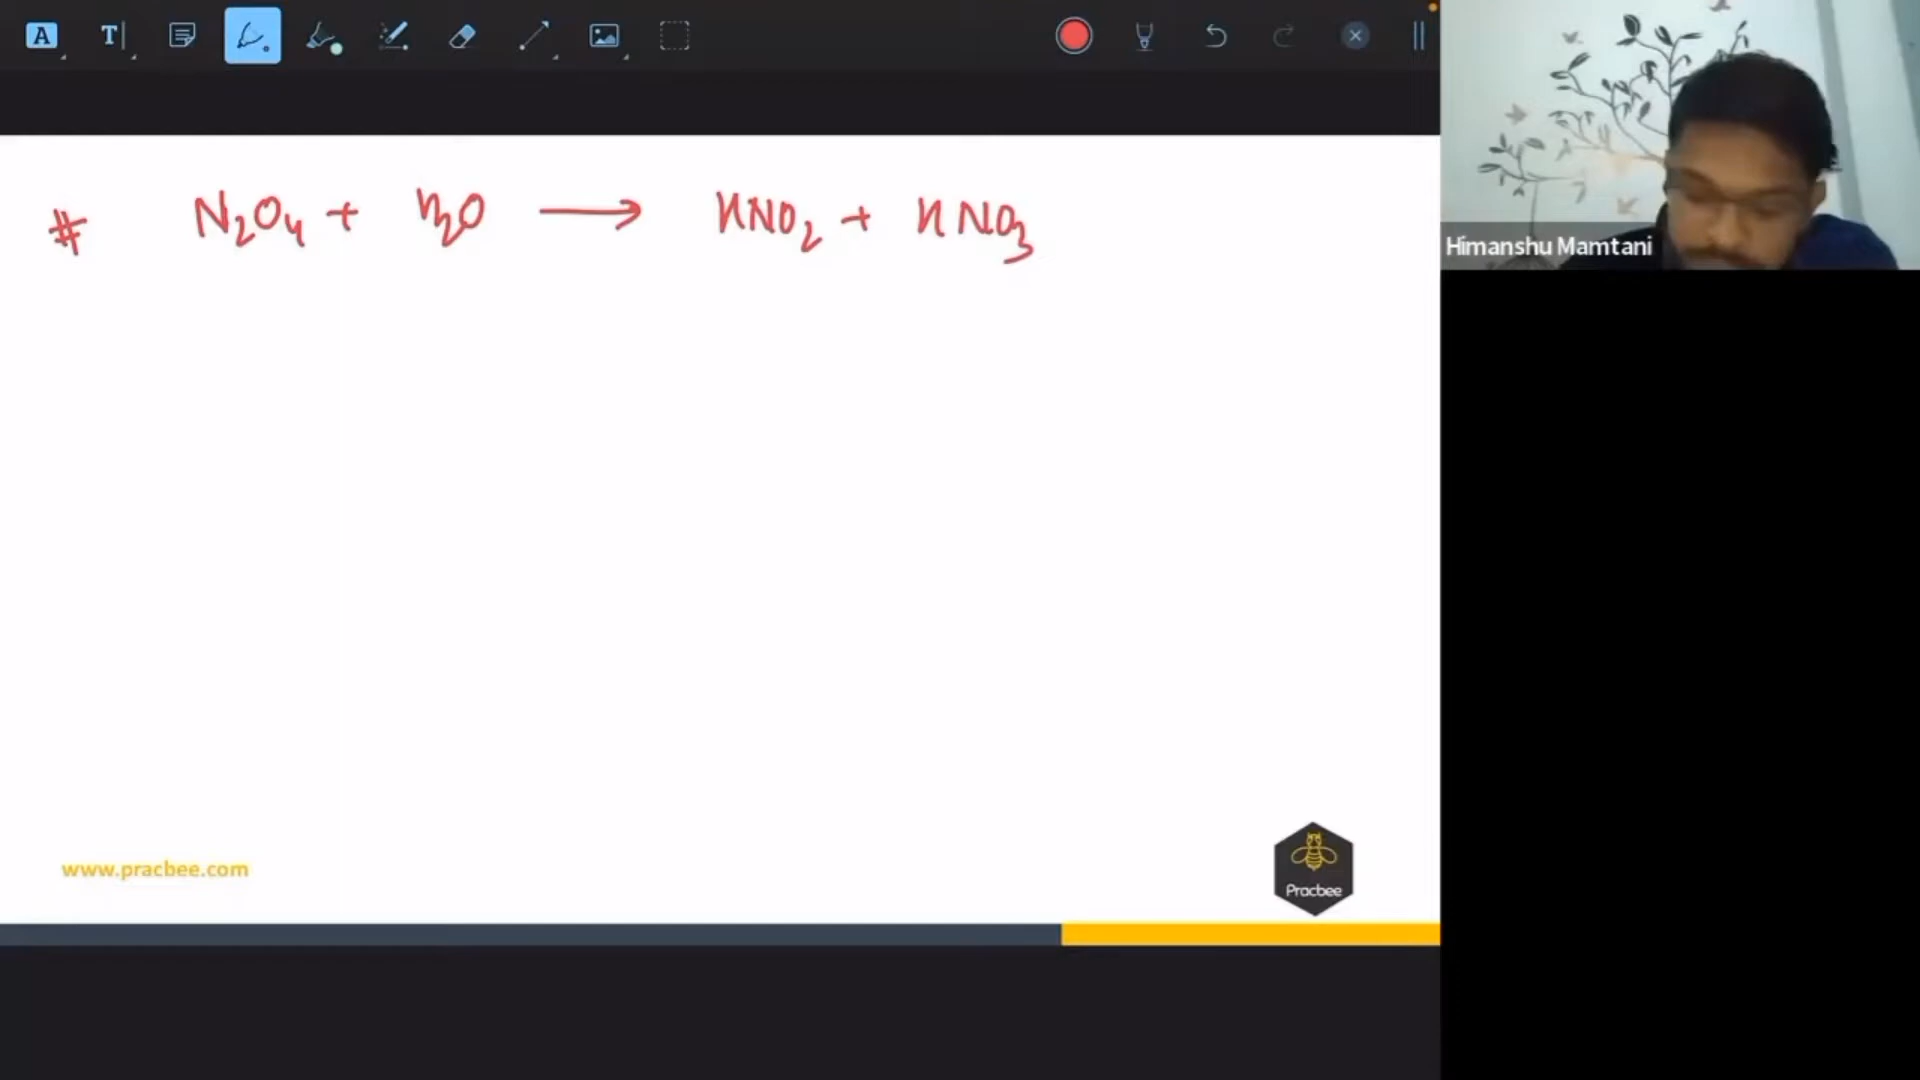 A T|
# N₂O₄ + H₂O → HNO₂ + HNO₃
Himanshu Mamtani
www.pracbee.com
Pracbee